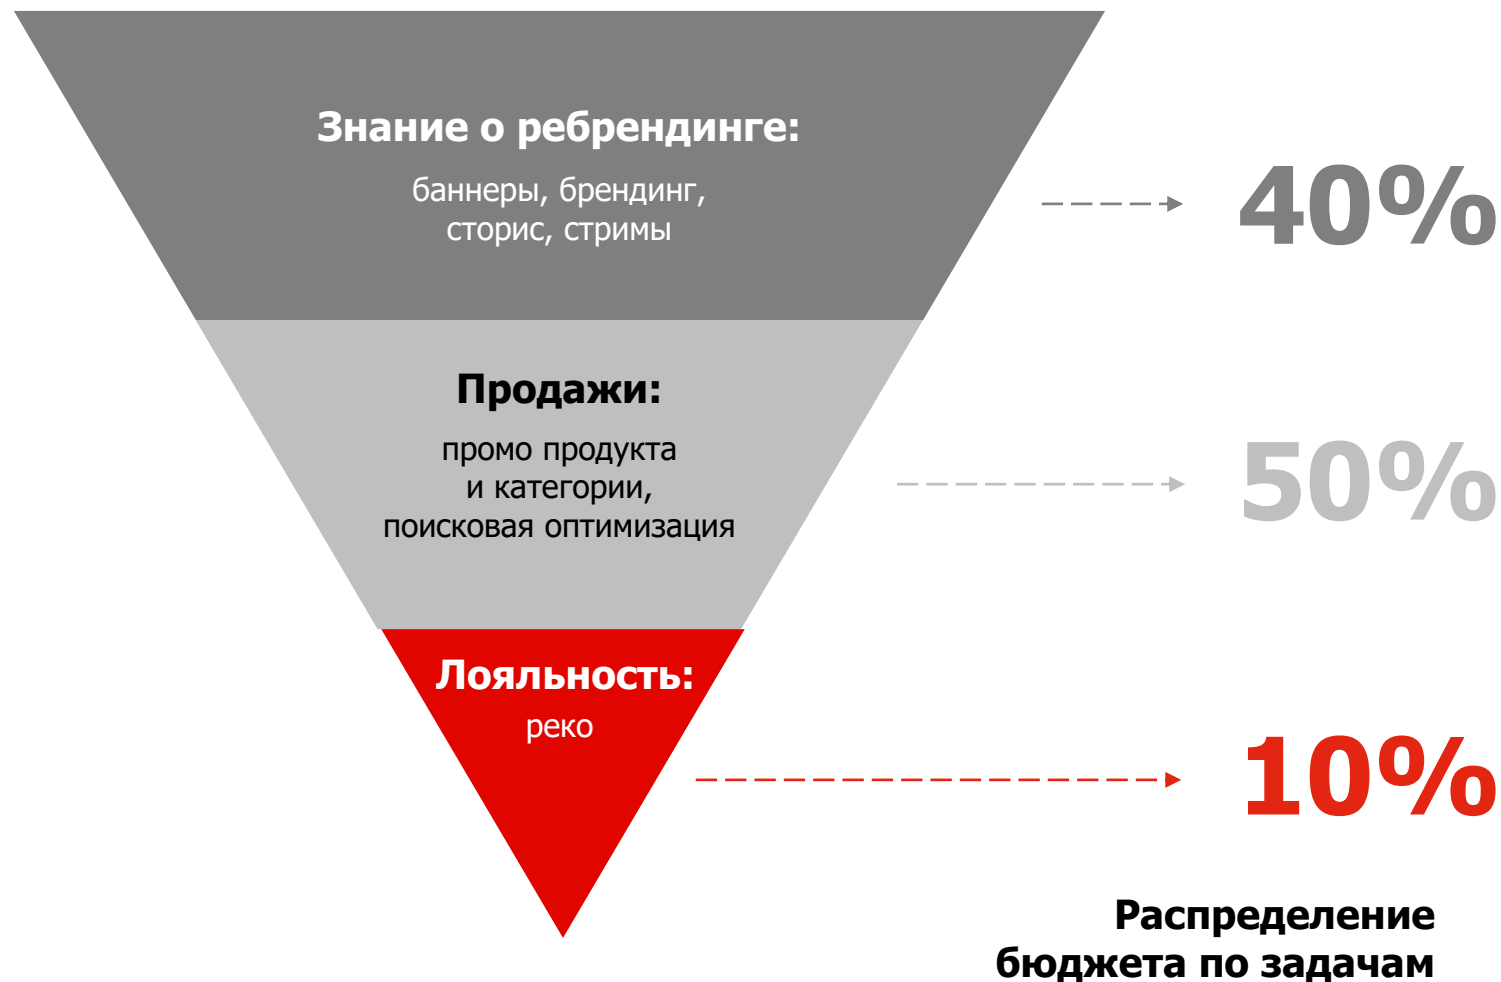 Знание о ребрендинге:
баннеры, брендинг,
сторис, стримы
40%
Продажи:
промо продукта
и категории,
поисковая оптимизация
50%
Лояльность:
реко
10%
Распределение
бюджета по задачам